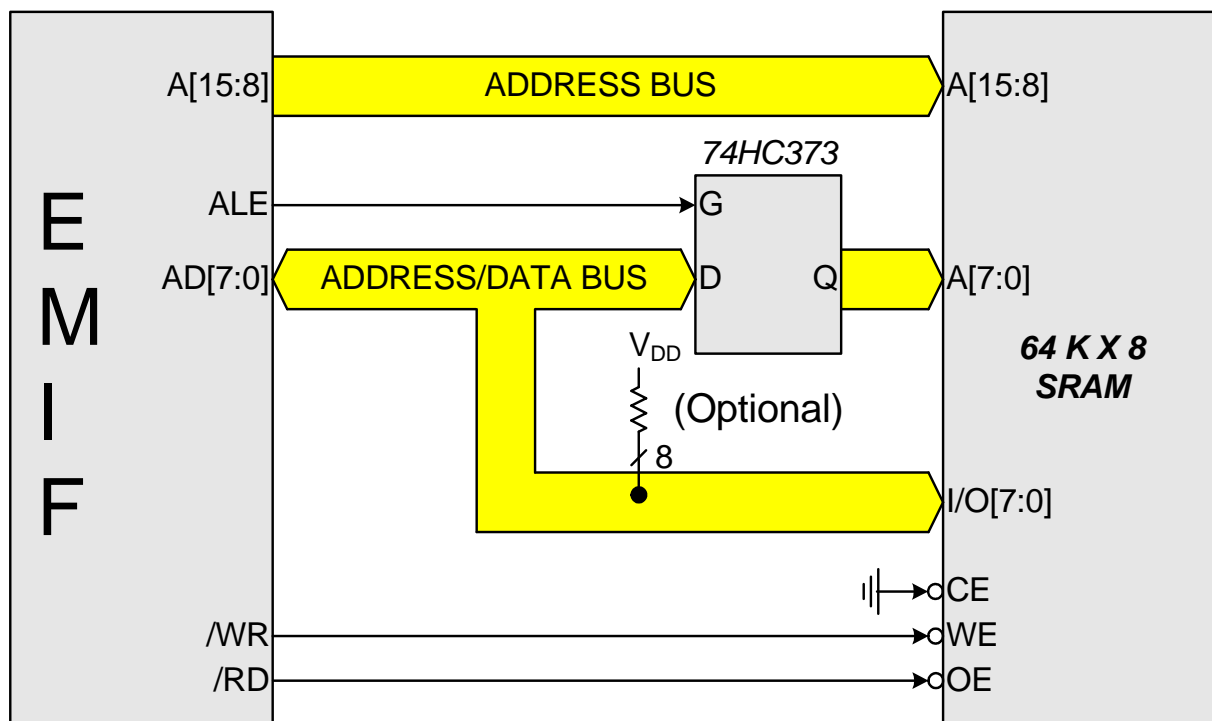 A[15:8]
ADDRESS BUS
A[15:8]
74HC373
ALE
G
E
M
I
F
AD[7:0]
ADDRESS/DATA BUS
D
Q
A[7:0]
VDD
(Optional)
8
64 K X 8
SRAM
I/O[7:0]
CE
/WR
WE
/RD
OE